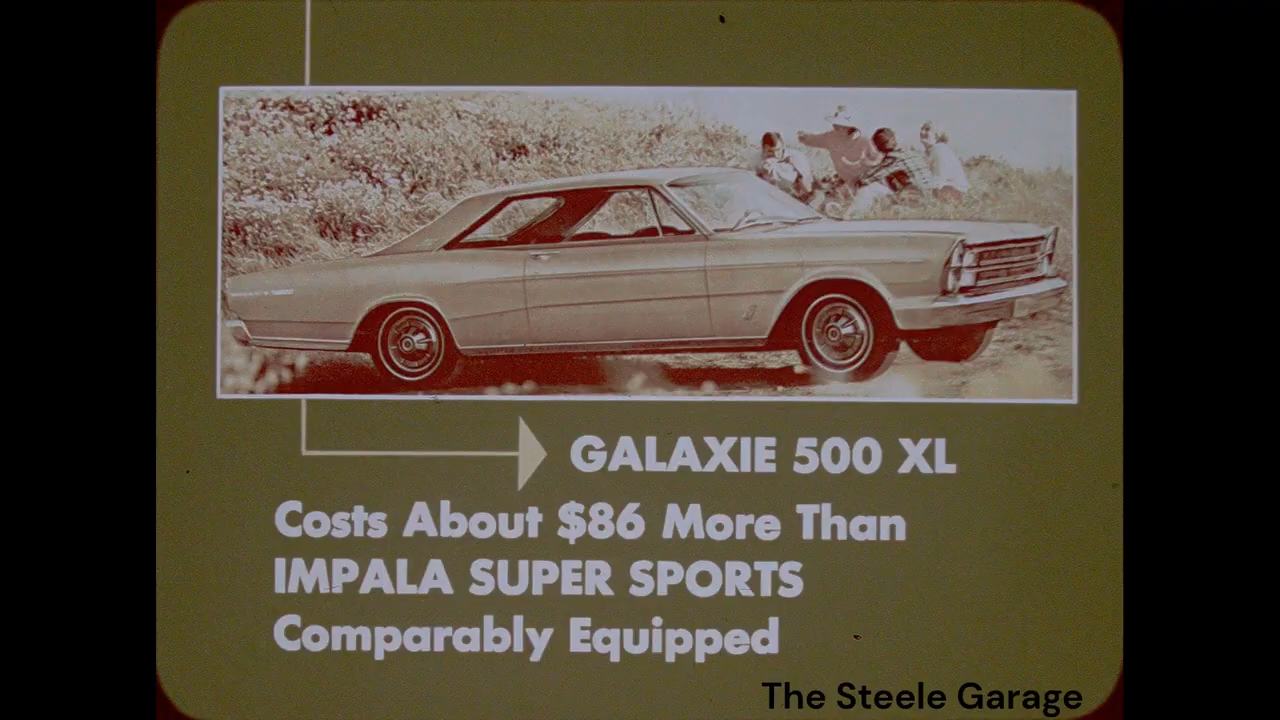 GALAXIE 500 XL
Costs About $86 More Than
IMPALA SUPER SPORTS
Comparably Equipped
The Steele Garage